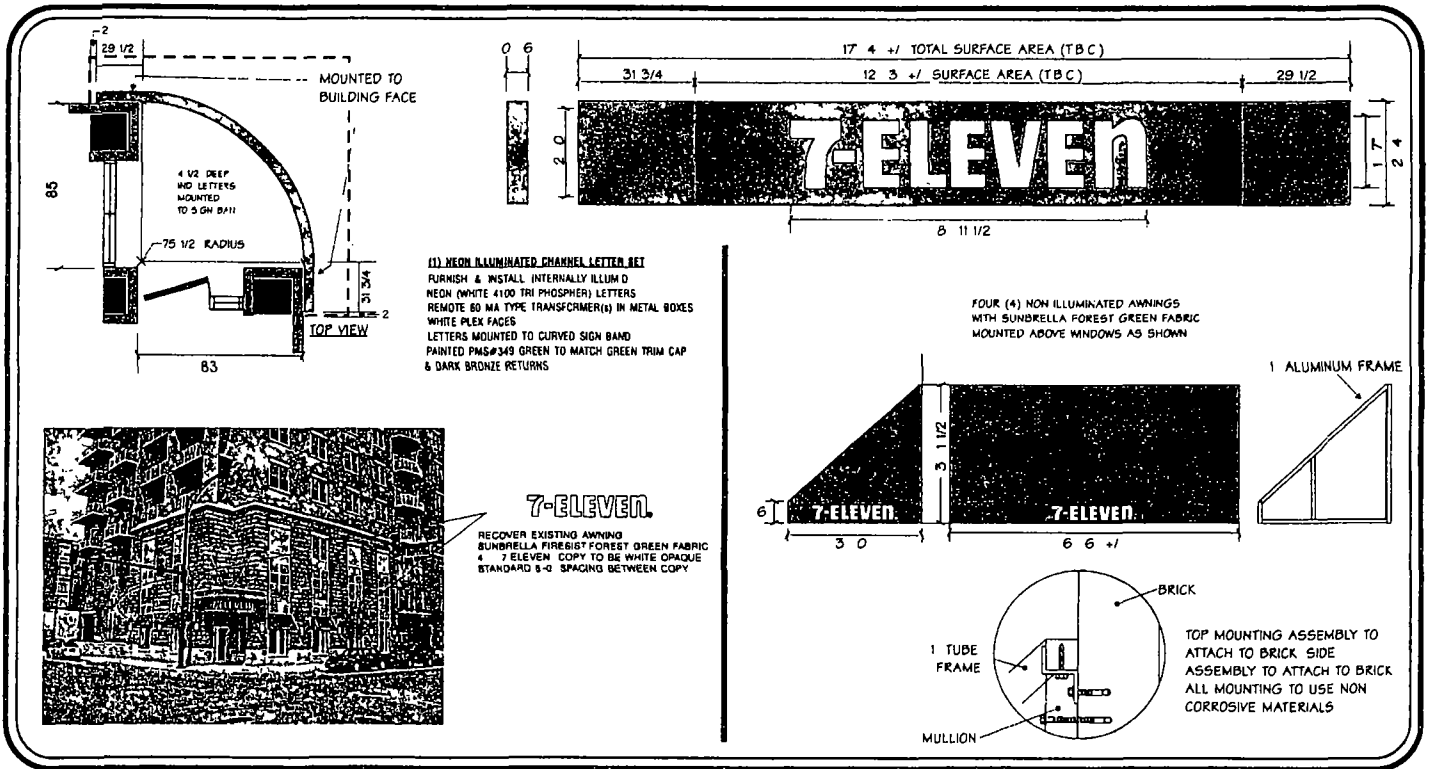 2
29 1/2
MOUNTED TO
BUILDING FACE
85
4 1/2 DEEP
IND LETTERS
MOUNTED
TO SIGN
75 1/2 RADIUS
31 3/4
2
TOP VIEW
83
0 6
17 4 +/ TOTAL SURFACE AREA (TBC)
31 3/4
12 3 +/ SURFACE AREA (TBC)
29 1/2
2 0
7-ELEVEn
1 7
2 4
8 11 1/2
(1) NEON ILLUMINATED CHANNEL LETTER SET
FURNISH & INSTALL INTERNALLY ILLUM D
NEON (WHITE 4100 TRI PHOSPHER) LETTERS
REMOTE 60 MA TYPE TRANSFORMER(s) IN METAL BOXES
WHITE PLEX FACES
LETTERS MOUNTED TO CURVED SIGN BAND
PAINTED PMS#349 GREEN TO MATCH GREEN TRIM CAP
& DARK BRONZE RETURNS
FOUR (4) NON ILLUMINATED AWNINGS
WITH SUNBRELLA FOREST GREEN FABRIC
MOUNTED ABOVE WINDOWS AS SHOWN
1 ALUMINUM FRAME
3 1 1/2
6
7-ELEVEN
7-ELEVEN
3 0
6 6 +/
7-ELEVEn.
RECOVER EXISTING AWNING
SUNBRELLA FIRESIST FOREST GREEN FABRIC
4 7 ELEVEN COPY TO BE WHITE OPAQUE
STANDARD 5-0 SPACING BETWEEN COPY
BRICK
1 TUBE
FRAME
MULLION
TOP MOUNTING ASSEMBLY TO
ATTACH TO BRICK SIDE
ASSEMBLY TO ATTACH TO BRICK
ALL MOUNTING TO USE NON
CORROSIVE MATERIALS